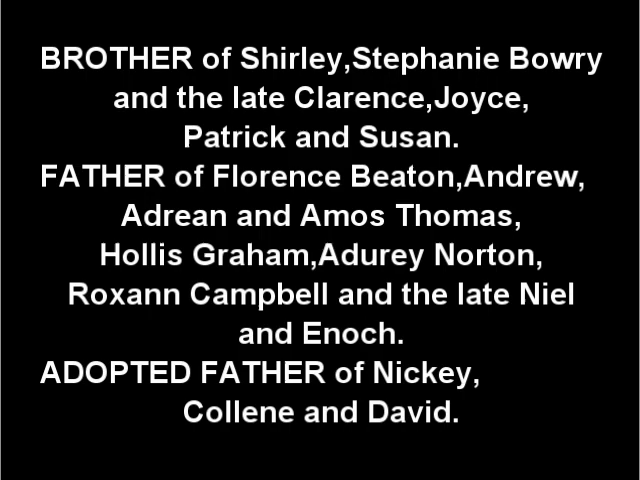 BROTHER of Shirley,Stephanie Bowry
and the late Clarence,Joyce,
Patrick and Susan.
FATHER of Florence Beaton,Andrew,
Adrean and Amos Thomas,
Hollis Graham,Adurey Norton,
Roxann Campbell and the late Niel
and Enoch.
ADOPTED FATHER of Nickey,
Collene and David.